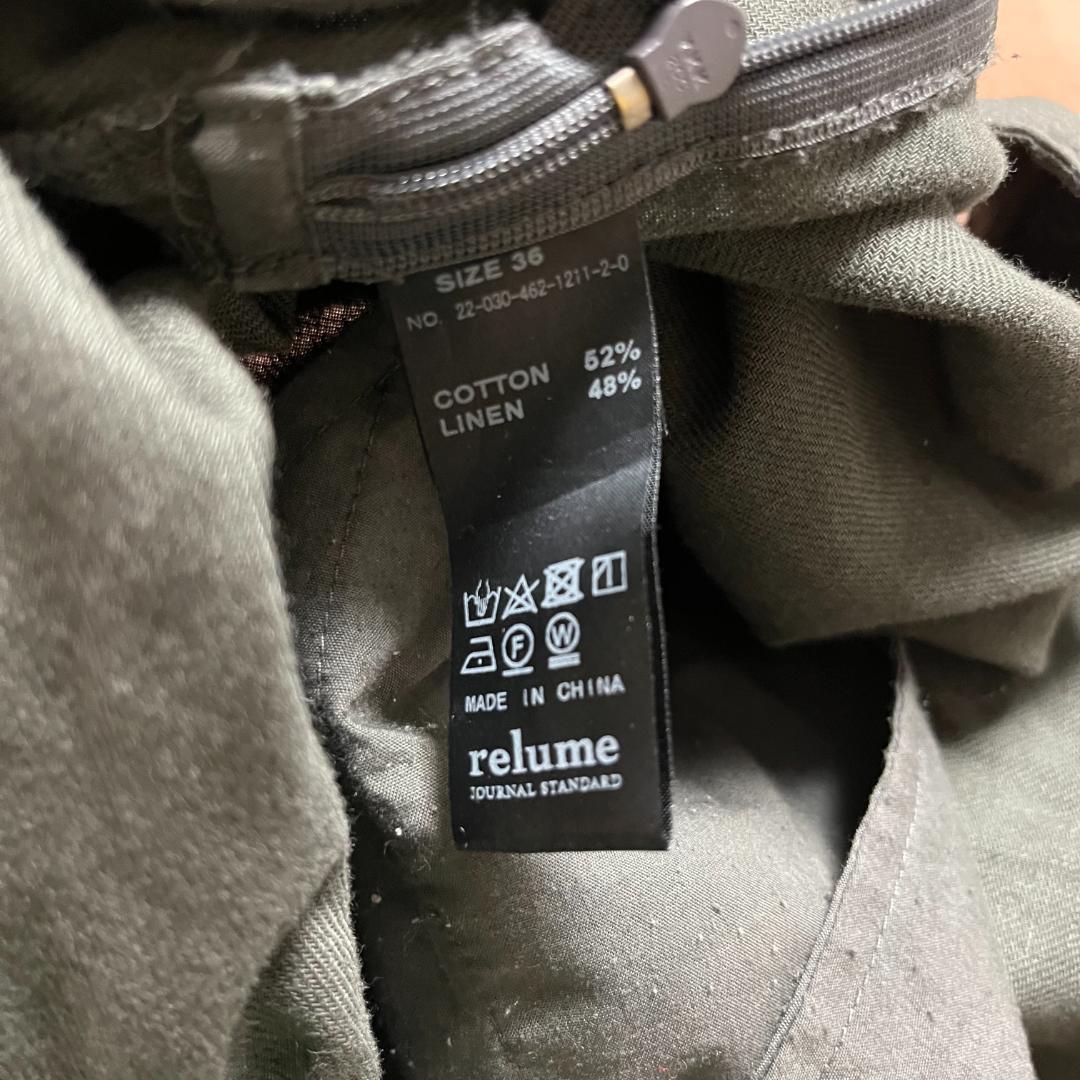 SIZE 36
NO. 22-030-462-1211-2-0
COTTON 52%
LINEN 48%
F W
MADE IN CHINA
relume
JOURNAL STANDARD